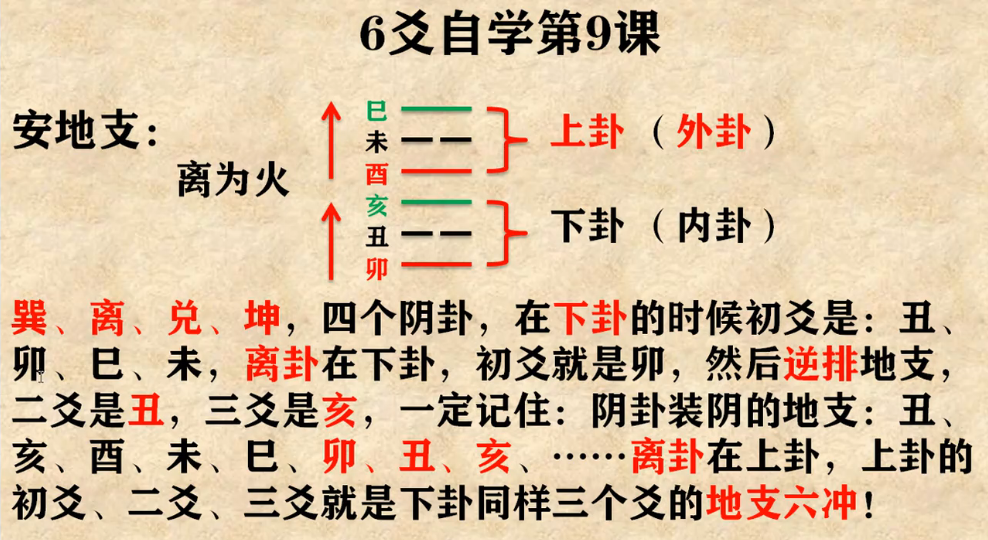 6爻自学第9课
安地支：
离为火
巳
未
酉
亥
丑
卯
上卦（外卦）
下卦（内卦）
巽、离、兑、坤，四个阴卦，在下卦的时候初爻是：丑、
卯、巳、未，离卦在下卦，初爻就是卯，然后逆排地支，
二爻是丑，三爻是亥，一定记住：阴卦装阴的地支：丑、
亥、酉、未、巳、卯、丑、亥、……离卦在上卦，上卦的
初爻、二爻、三爻就是下卦同样三个爻的地支六冲！